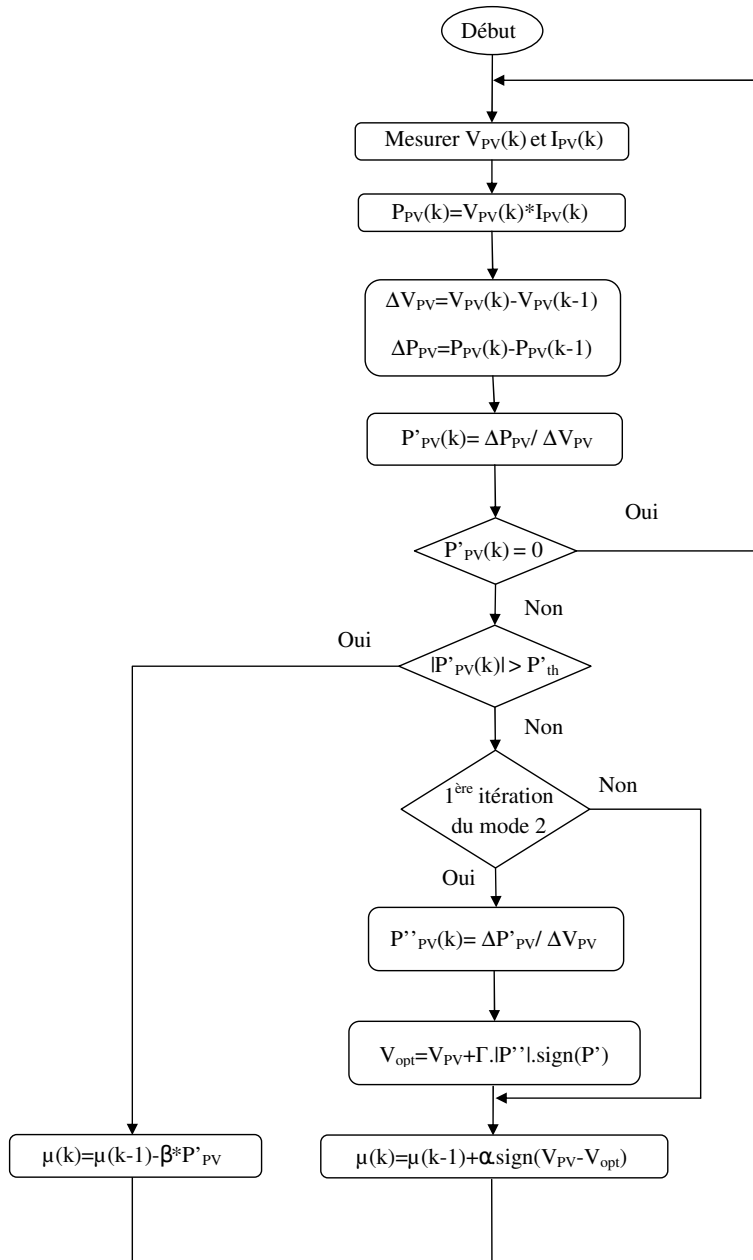 Début
Mesurer V_PV(k) et I_PV(k)
P_PV(k)=V_PV(k)*I_PV(k)
ΔV_PV=V_PV(k)-V_PV(k-1)
ΔP_PV=P_PV(k)-P_PV(k-1)
P’_PV(k)= ΔP_PV/ ΔV_PV
Oui
P’_PV(k) = 0
Non
Oui
|P’_PV(k)| > P’_th
Non
1ère itération
du mode 2
Non
Oui
P’’_PV(k)= ΔP’_PV/ ΔV_PV
V_opt=V_PV+Γ.|P’’|.sign(P’)
µ(k)=µ(k-1)-β*P’_PV
µ(k)=µ(k-1)+αsign(V_PV-V_opt)